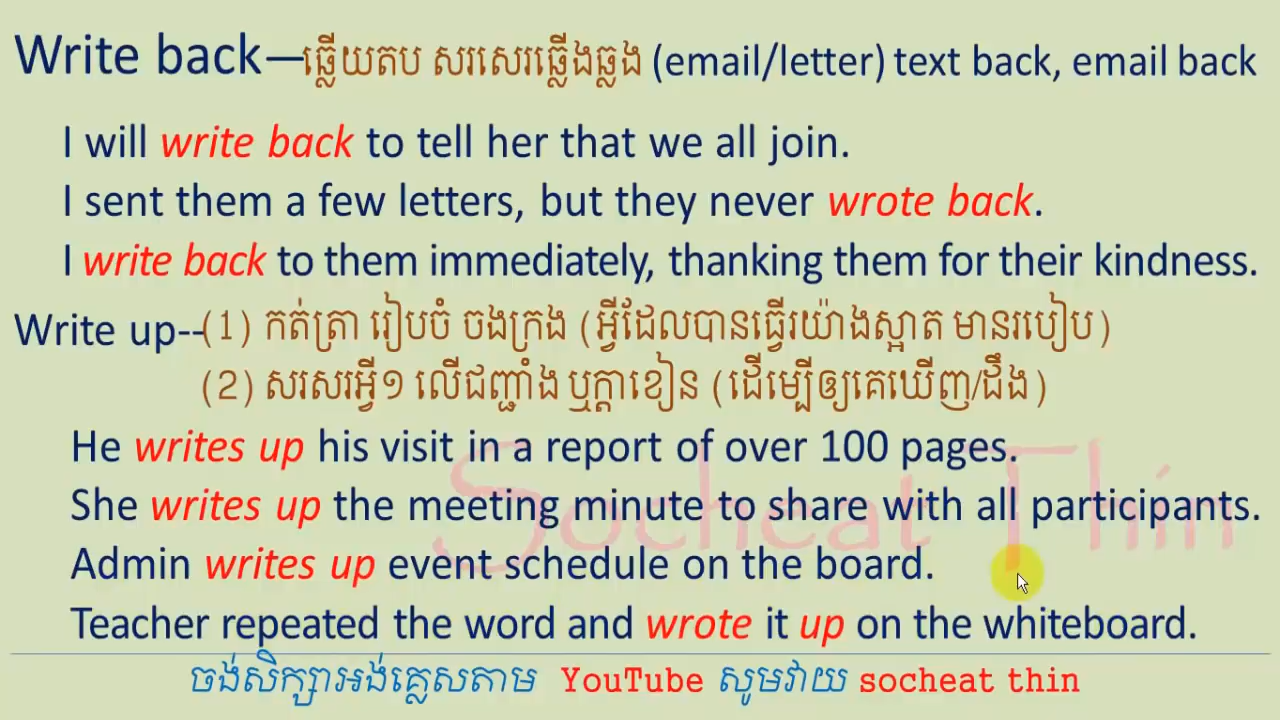 Write back—ឆ្លើយតប សរសេរឆ្លើងឆ្លង (email/letter) text back, email back
I will write back to tell her that we all join.
I sent them a few letters, but they never wrote back.
I write back to them immediately, thanking them for their kindness.
Write up--(1) កត់ត្រា រៀបចំ ចងក្រង (អ្វីដែលបានធ្វើរយ៉ាងស្អាត មានរបៀប)
(2) សរសរអ្វី១ លើជញ្ជាំង ឬក្តាខៀន (ដើម្បើឲ្យគេឃើញ/ដឹង)
He writes up his visit in a report of over 100 pages.
She writes up the meeting minute to share with all participants.
Admin writes up event schedule on the board.
Teacher repeated the word and wrote it up on the whiteboard.
Socheat Thin
ចង់សិក្សាអង់គ្លេសតាម YouTube សូមវាយ socheat thin